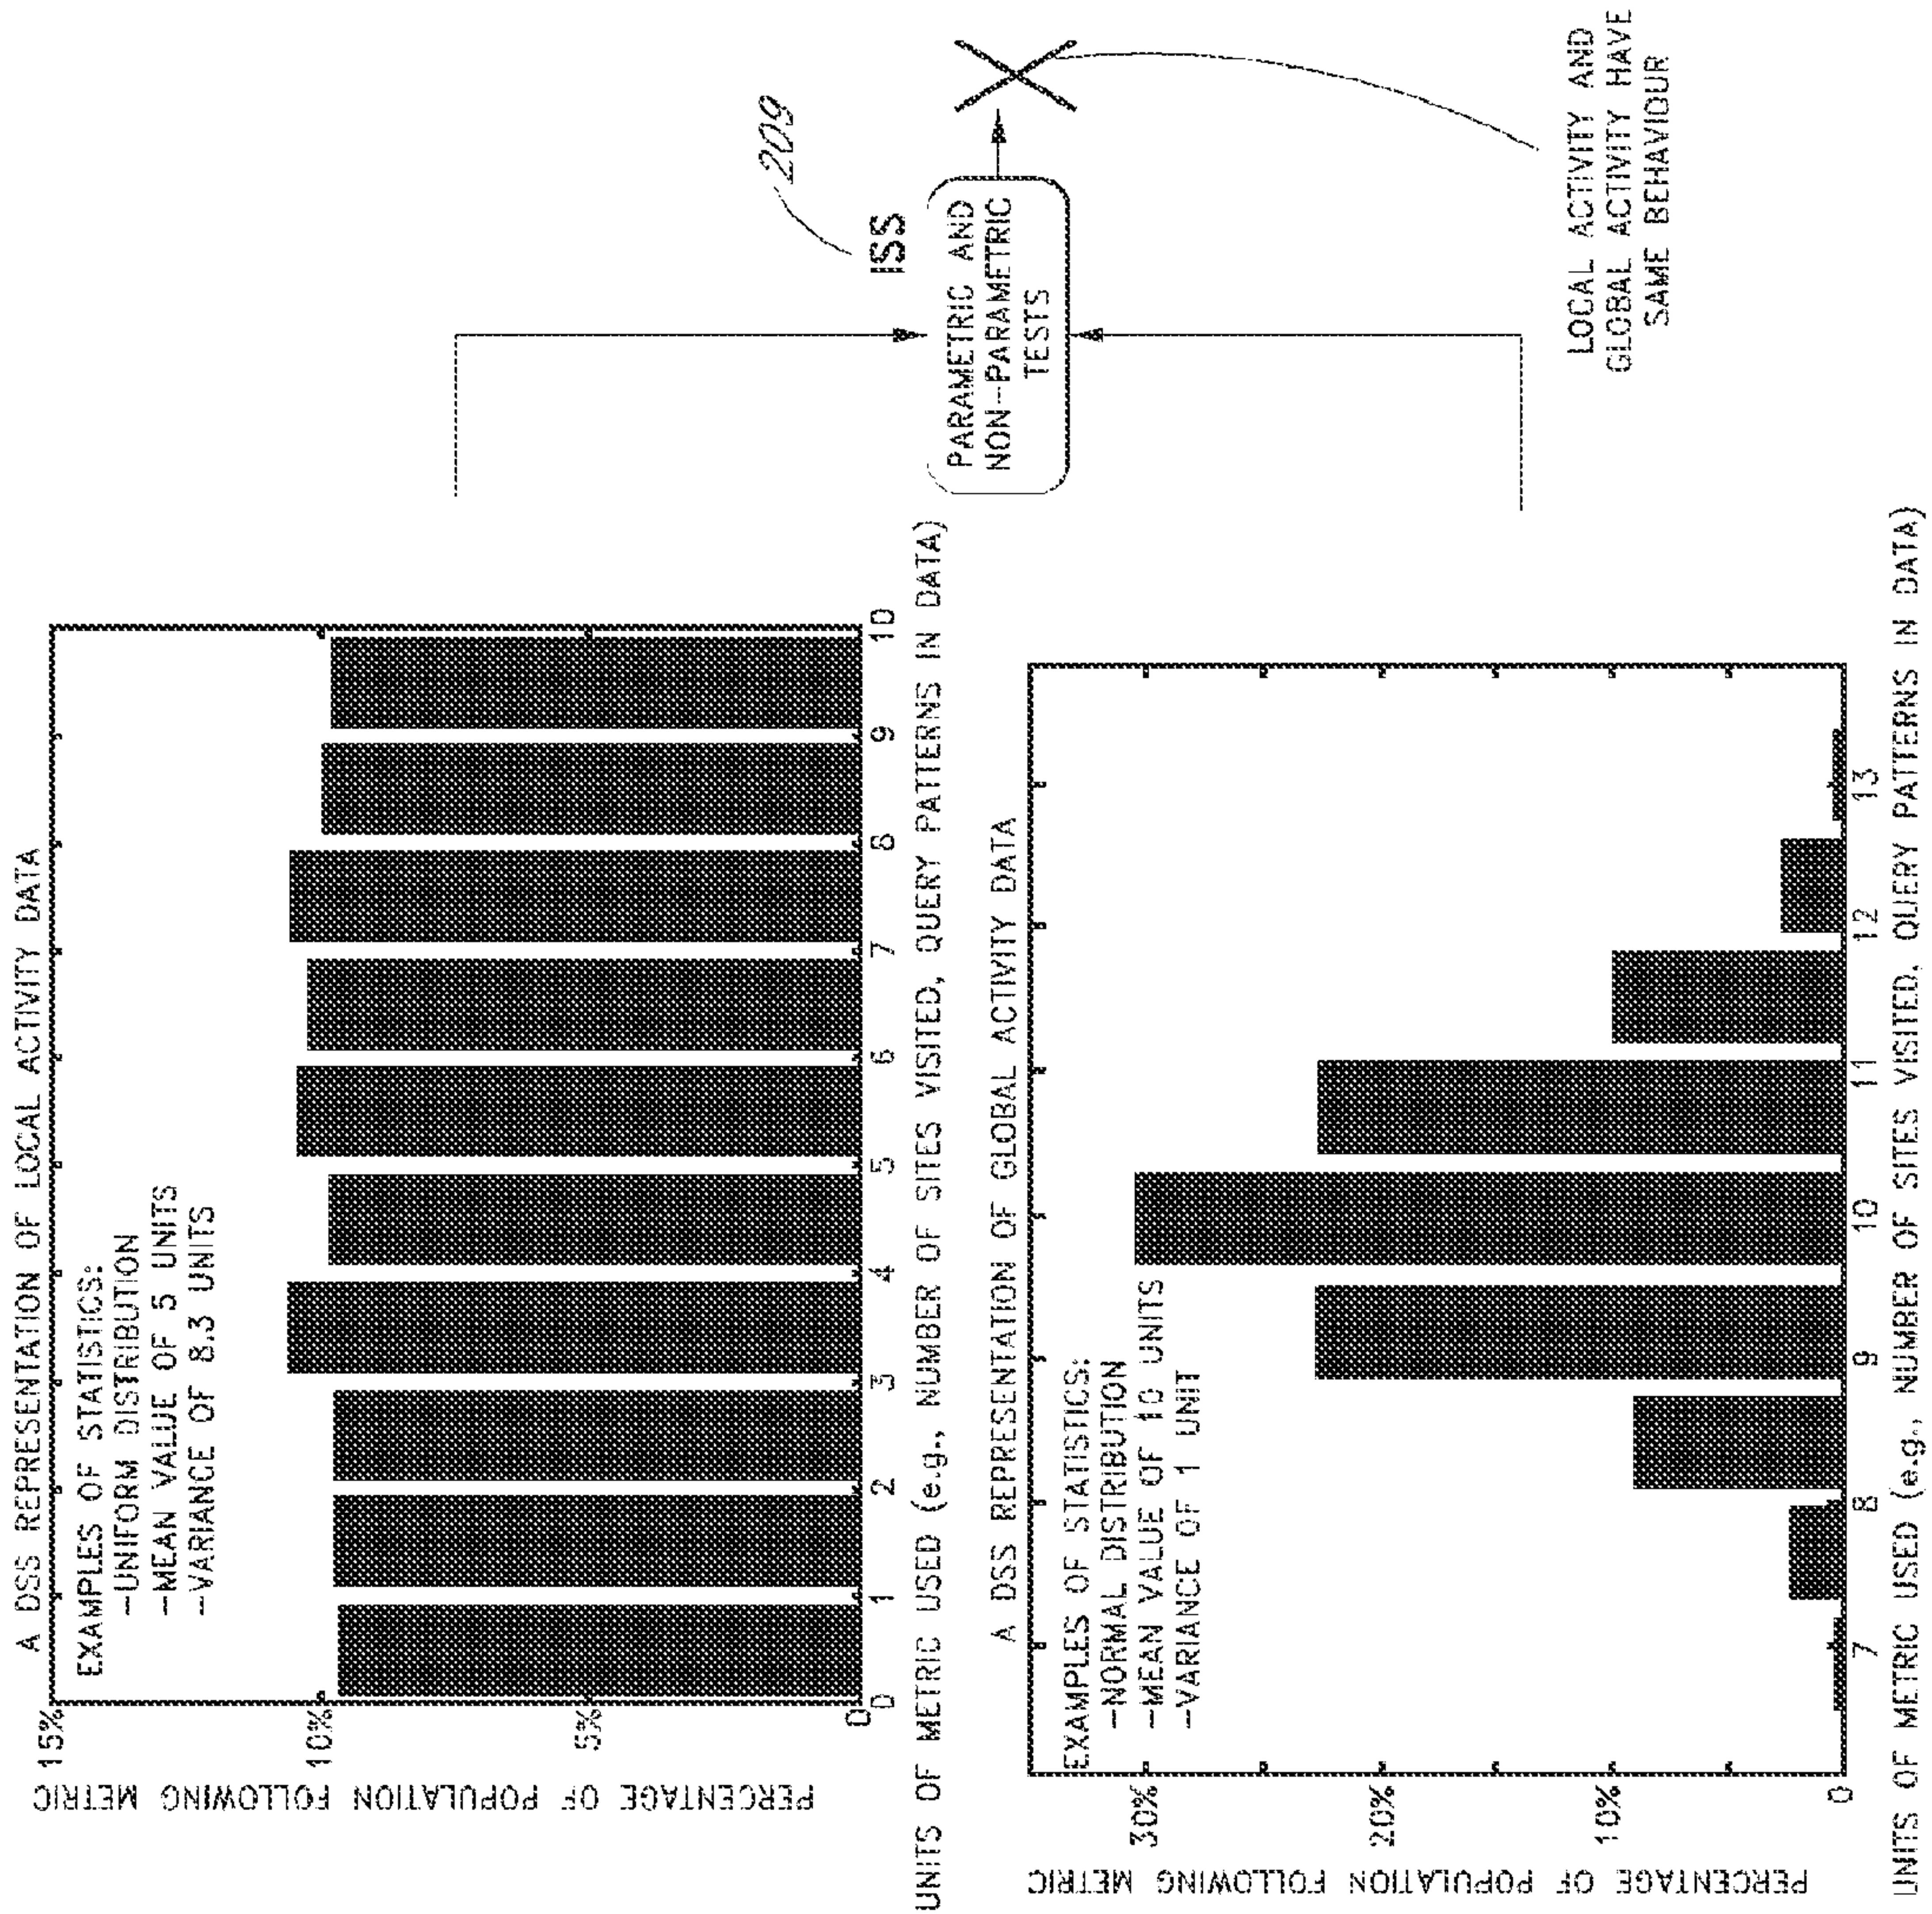 A DSS REPRESENTATION OF LOCAL ACTIVITY DATA
PERCENTAGE OF POPULATION FOLLOWING METRIC
15%
10%
5%
0
EXAMPLES OF STATISTICS:
-UNIFORM DISTRIBUTION
-MEAN VALUE OF 5 UNITS
-VARIANCE OF 8.3 UNITS
0 1 2 3 4 5 6 7 8 9 10
UNITS OF METRIC USED (e.g., NUMBER OF SITES VISITED, QUERY PATTERNS IN DATA)
A DSS REPRESENTATION OF GLOBAL ACTIVITY DATA
PERCENTAGE OF POPULATION FOLLOWING METRIC
30%
20%
10%
0
EXAMPLES OF STATISTICS:
-NORMAL DISTRIBUTION
-MEAN VALUE OF 10 UNITS
-VARIANCE OF 1 UNIT
7 8 9 10 11 12 13
UNITS OF METRIC USED (e.g., NUMBER OF SITES VISITED, QUERY PATTERNS IN DATA)
209
ISS
PARAMETRIC AND
NON-PARAMETRIC
TESTS
LOCAL ACTIVITY AND
GLOBAL ACTIVITY HAVE
SAME BEHAVIOUR